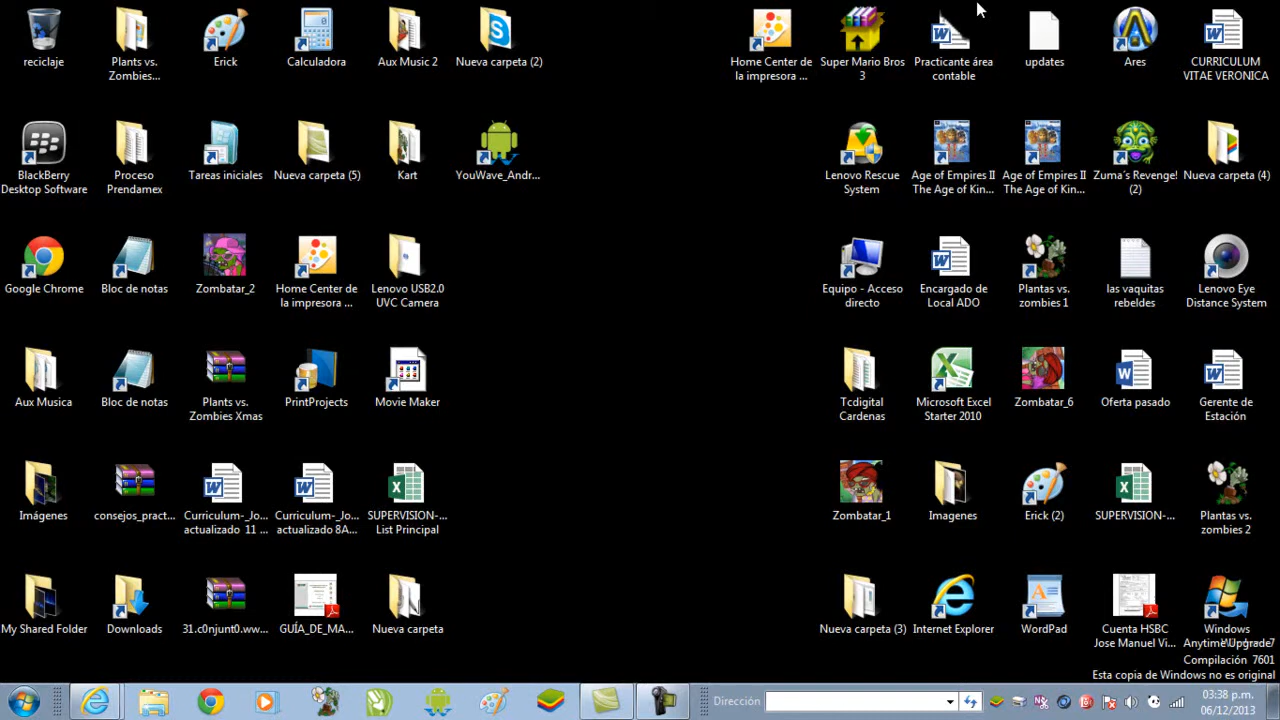 reciclaje
Plants vs.
Zombies...
Erick
Calculadora
Aux Music 2
Nueva carpeta (2)
Home Center de
la impresora ...
Super Mario Bros
3
Practicante área
contable
updates
Ares
CURRICULUM
VITAE VERONICA
BlackBerry
Desktop Software
Proceso
Prendamex
Tareas iniciales
Nueva carpeta (5)
Kart
YouWave_Andr...
Lenovo Rescue
System
Age of Empires II
The Age of Kin...
Age of Empires II
The Age of Kin...
Zuma´s Revenge!
(2)
Nueva carpeta (4)
Google Chrome
Bloc de notas
Zombatar_2
Home Center de
la impresora ...
Lenovo USB2.0
UVC Camera
Equipo - Acceso
directo
Encargado de
Local ADO
Plantas vs.
zombies 1
las vaquitas
rebeldes
Lenovo Eye
Distance System
Aux Musica
Bloc de notas
Plants vs.
Zombies Xmas
PrintProjects
Movie Maker
Tcdigital
Cardenas
Microsoft Excel
Starter 2010
Zombatar_6
Oferta pasado
Gerente de
Estación
Imágenes
consejos_pract...
Curriculum-_Jo...
actualizado 11 ...
Curriculum-_Jo...
actualizado 8A...
SUPERVISION-...
List Principal
Zombatar_1
Imagenes
Erick (2)
SUPERVISION-...
Plantas vs.
zombies 2
My Shared Folder
Downloads
31.c0njunt0.ww...
GUÍA_DE_MA...
Nueva carpeta
Nueva carpeta (3)
Internet Explorer
WordPad
Cuenta HSBC
Jose Manuel Vi...
Windows
Anytime Upgrade
Compilación 7601
Esta copia de Windows no es original
Dirección
03:38 p.m.
06/12/2013